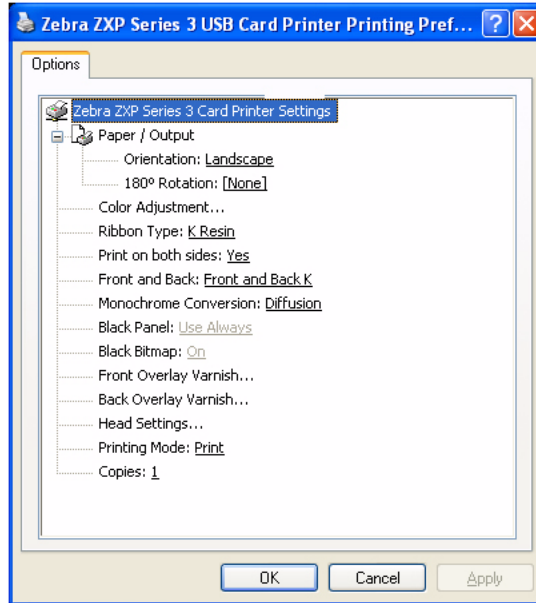 Zebra ZXP Series 3 USB Card Printer Printing Pref... ?
Options
Zebra ZXP Series 3 Card Printer Settings
Paper / Output
Orientation: Landscape
180º Rotation: [None]
Color Adjustment...
Ribbon Type: K Resin
Print on both sides: Yes
Front and Back: Front and Back K
Monochrome Conversion: Diffusion
Black Panel: Use Always
Black Bitmap: On
Front Overlay Varnish...
Back Overlay Varnish...
Head Settings...
Printing Mode: Print
Copies: 1
OK Cancel Apply